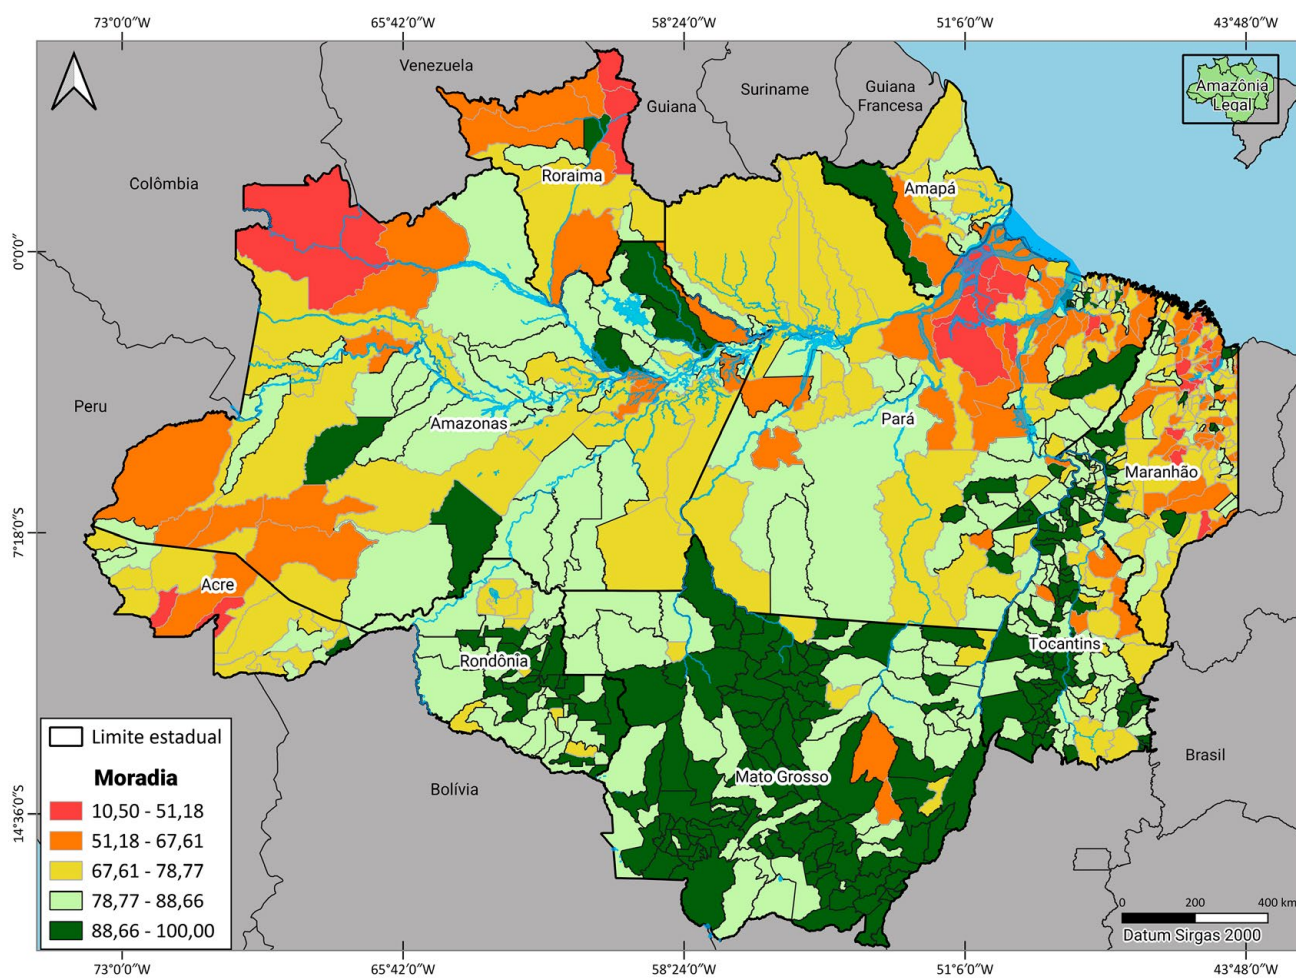 73°0′0″W 65°42′0″W 58°24′0″W 51°6′0″W 43°48′0″W
Venezuela
Guiana
Suriname
Guiana
Francesa
Amazônia
Legal
Colômbia
Roraima
Amapá
0°0′0″
Peru
Amazonas
Pará
Maranhão
7°18′0″S
Acre
Rondônia
Tocantins
Mato Grosso
Bolívia
Brasil
14°36′0″S
Limite estadual
Moradia
10,50 - 51,18
51,18 - 67,61
67,61 - 78,77
78,77 - 88,66
88,66 - 100,00
0 200 400 km
Datum Sirgas 2000
73°0′0″W 65°42′0″W 58°24′0″W 51°6′0″W 43°48′0″W